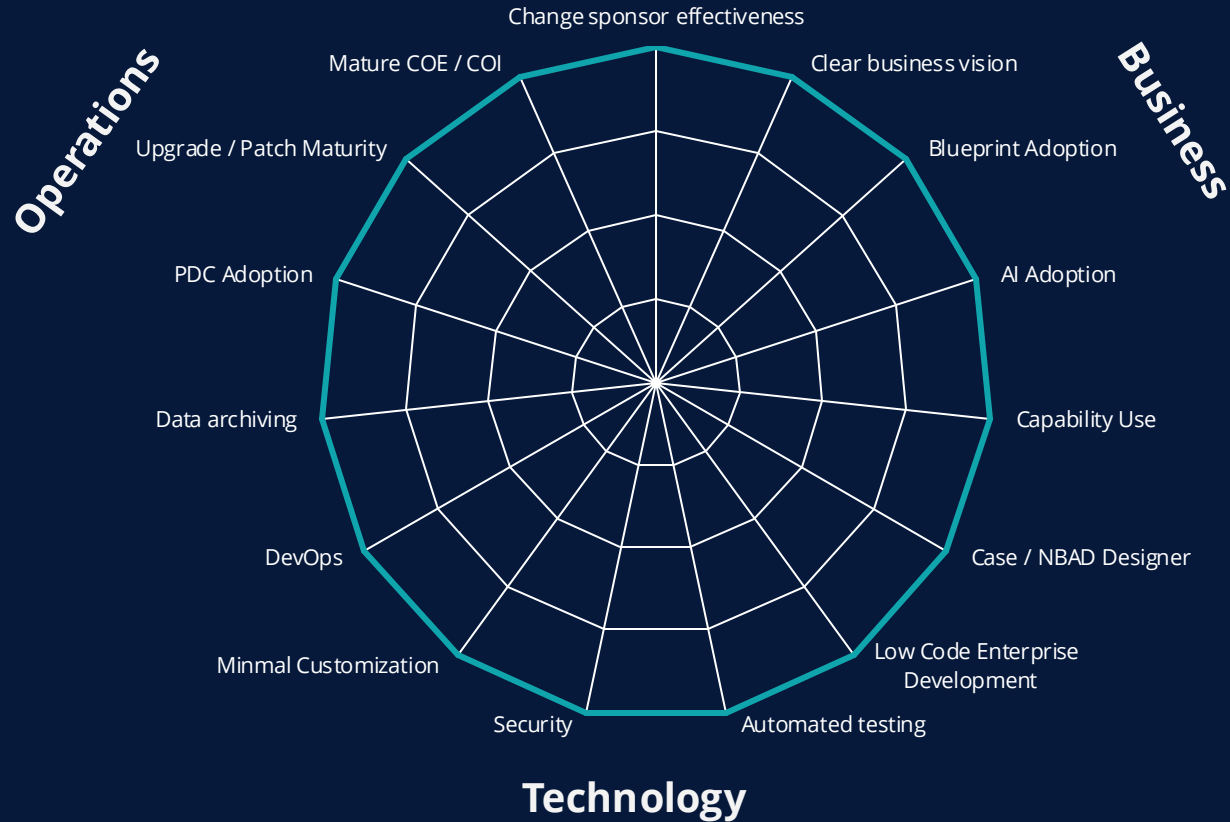 Change sponsor effectiveness
Mature COE / COI
Clear business vision
Operations
Business
Upgrade / Patch Maturity
Blueprint Adoption
PDC Adoption
AI Adoption
Data archiving
Capability Use
DevOps
Case / NBAD Designer
Minmal Customization
Low Code Enterprise
Development
Security
Automated testing
Technology